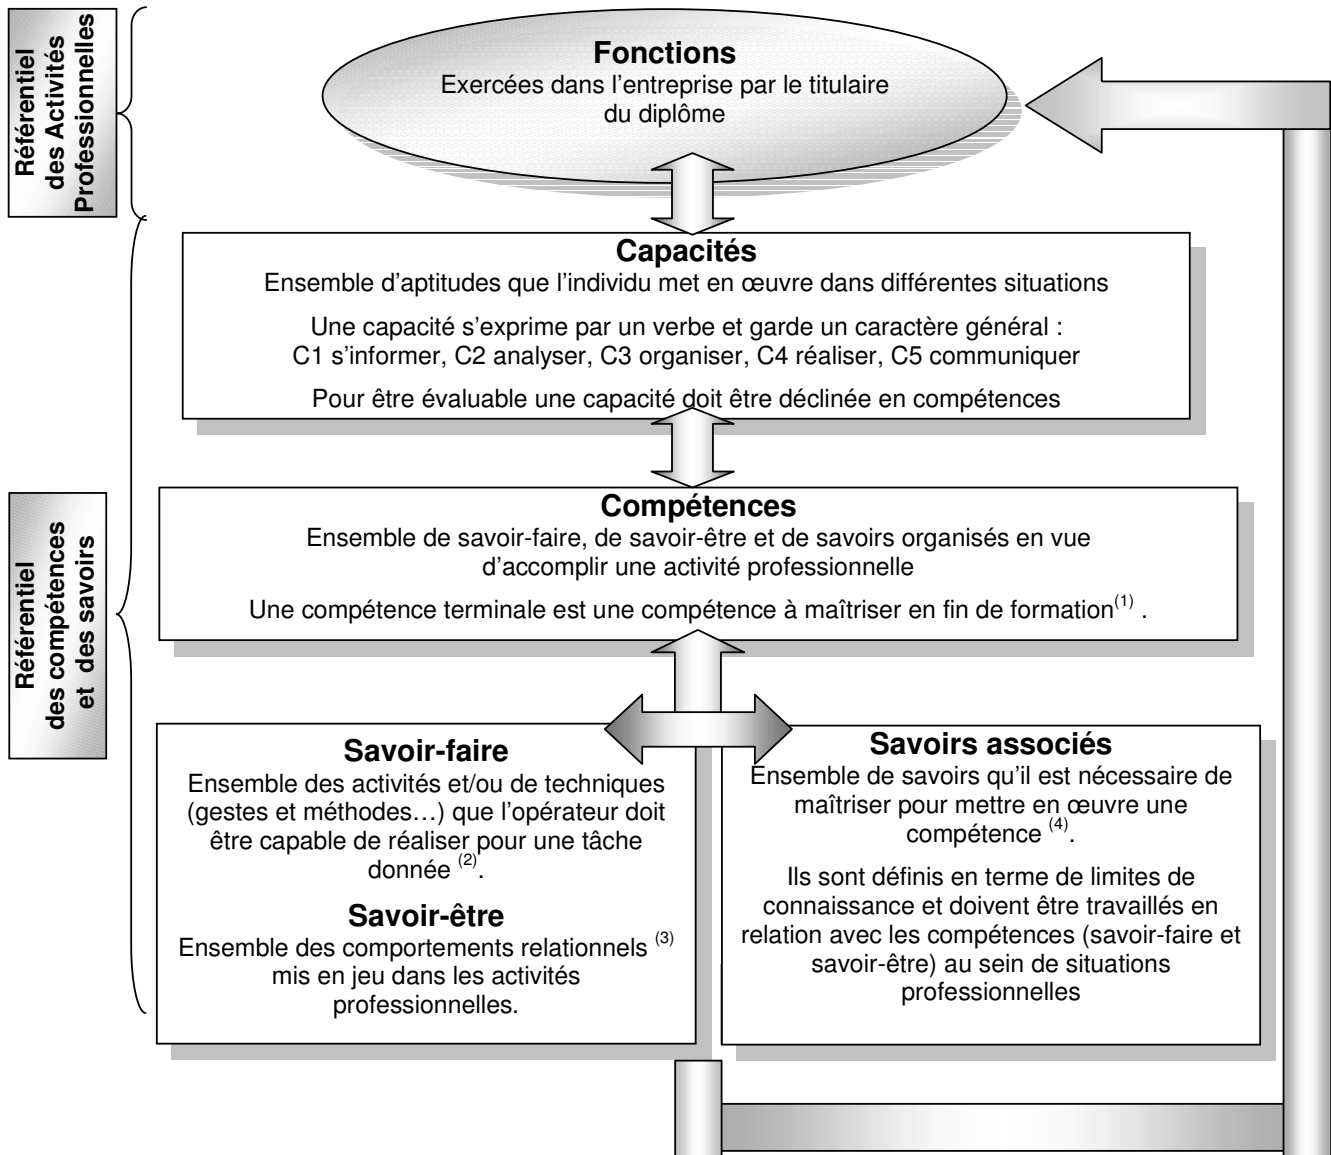 Référentiel
des Activités
Professionnelles
Fonctions
Exercées dans l'entreprise par le titulaire
du diplôme
Capacités
Ensemble d'aptitudes que l'individu met en œuvre dans différentes situations
Une capacité s'exprime par un verbe et garde un caractère général :
C1 s'informer, C2 analyser, C3 organiser, C4 réaliser, C5 communiquer
Pour être évaluable une capacité doit être déclinée en compétences
Référentiel
des compétences
et des savoirs
Compétences
Ensemble de savoir-faire, de savoir-être et de savoirs organisés en vue
d'accomplir une activité professionnelle
Une compétence terminale est une compétence à maîtriser en fin de formation(1) .
Savoir-faire
Ensemble des activités et/ou de techniques
(gestes et méthodes…) que l'opérateur doit
être capable de réaliser pour une tâche
donnée (2).
Savoir-être
Ensemble des comportements relationnels (3)
mis en jeu dans les activités
professionnelles.
Savoirs associés
Ensemble de savoirs qu'il est nécessaire de
maîtriser pour mettre en œuvre une
compétence (4).
Ils sont définis en terme de limites de
connaissance et doivent être travaillés en
relation avec les compétences (savoir-faire et
savoir-être) au sein de situations
professionnelles